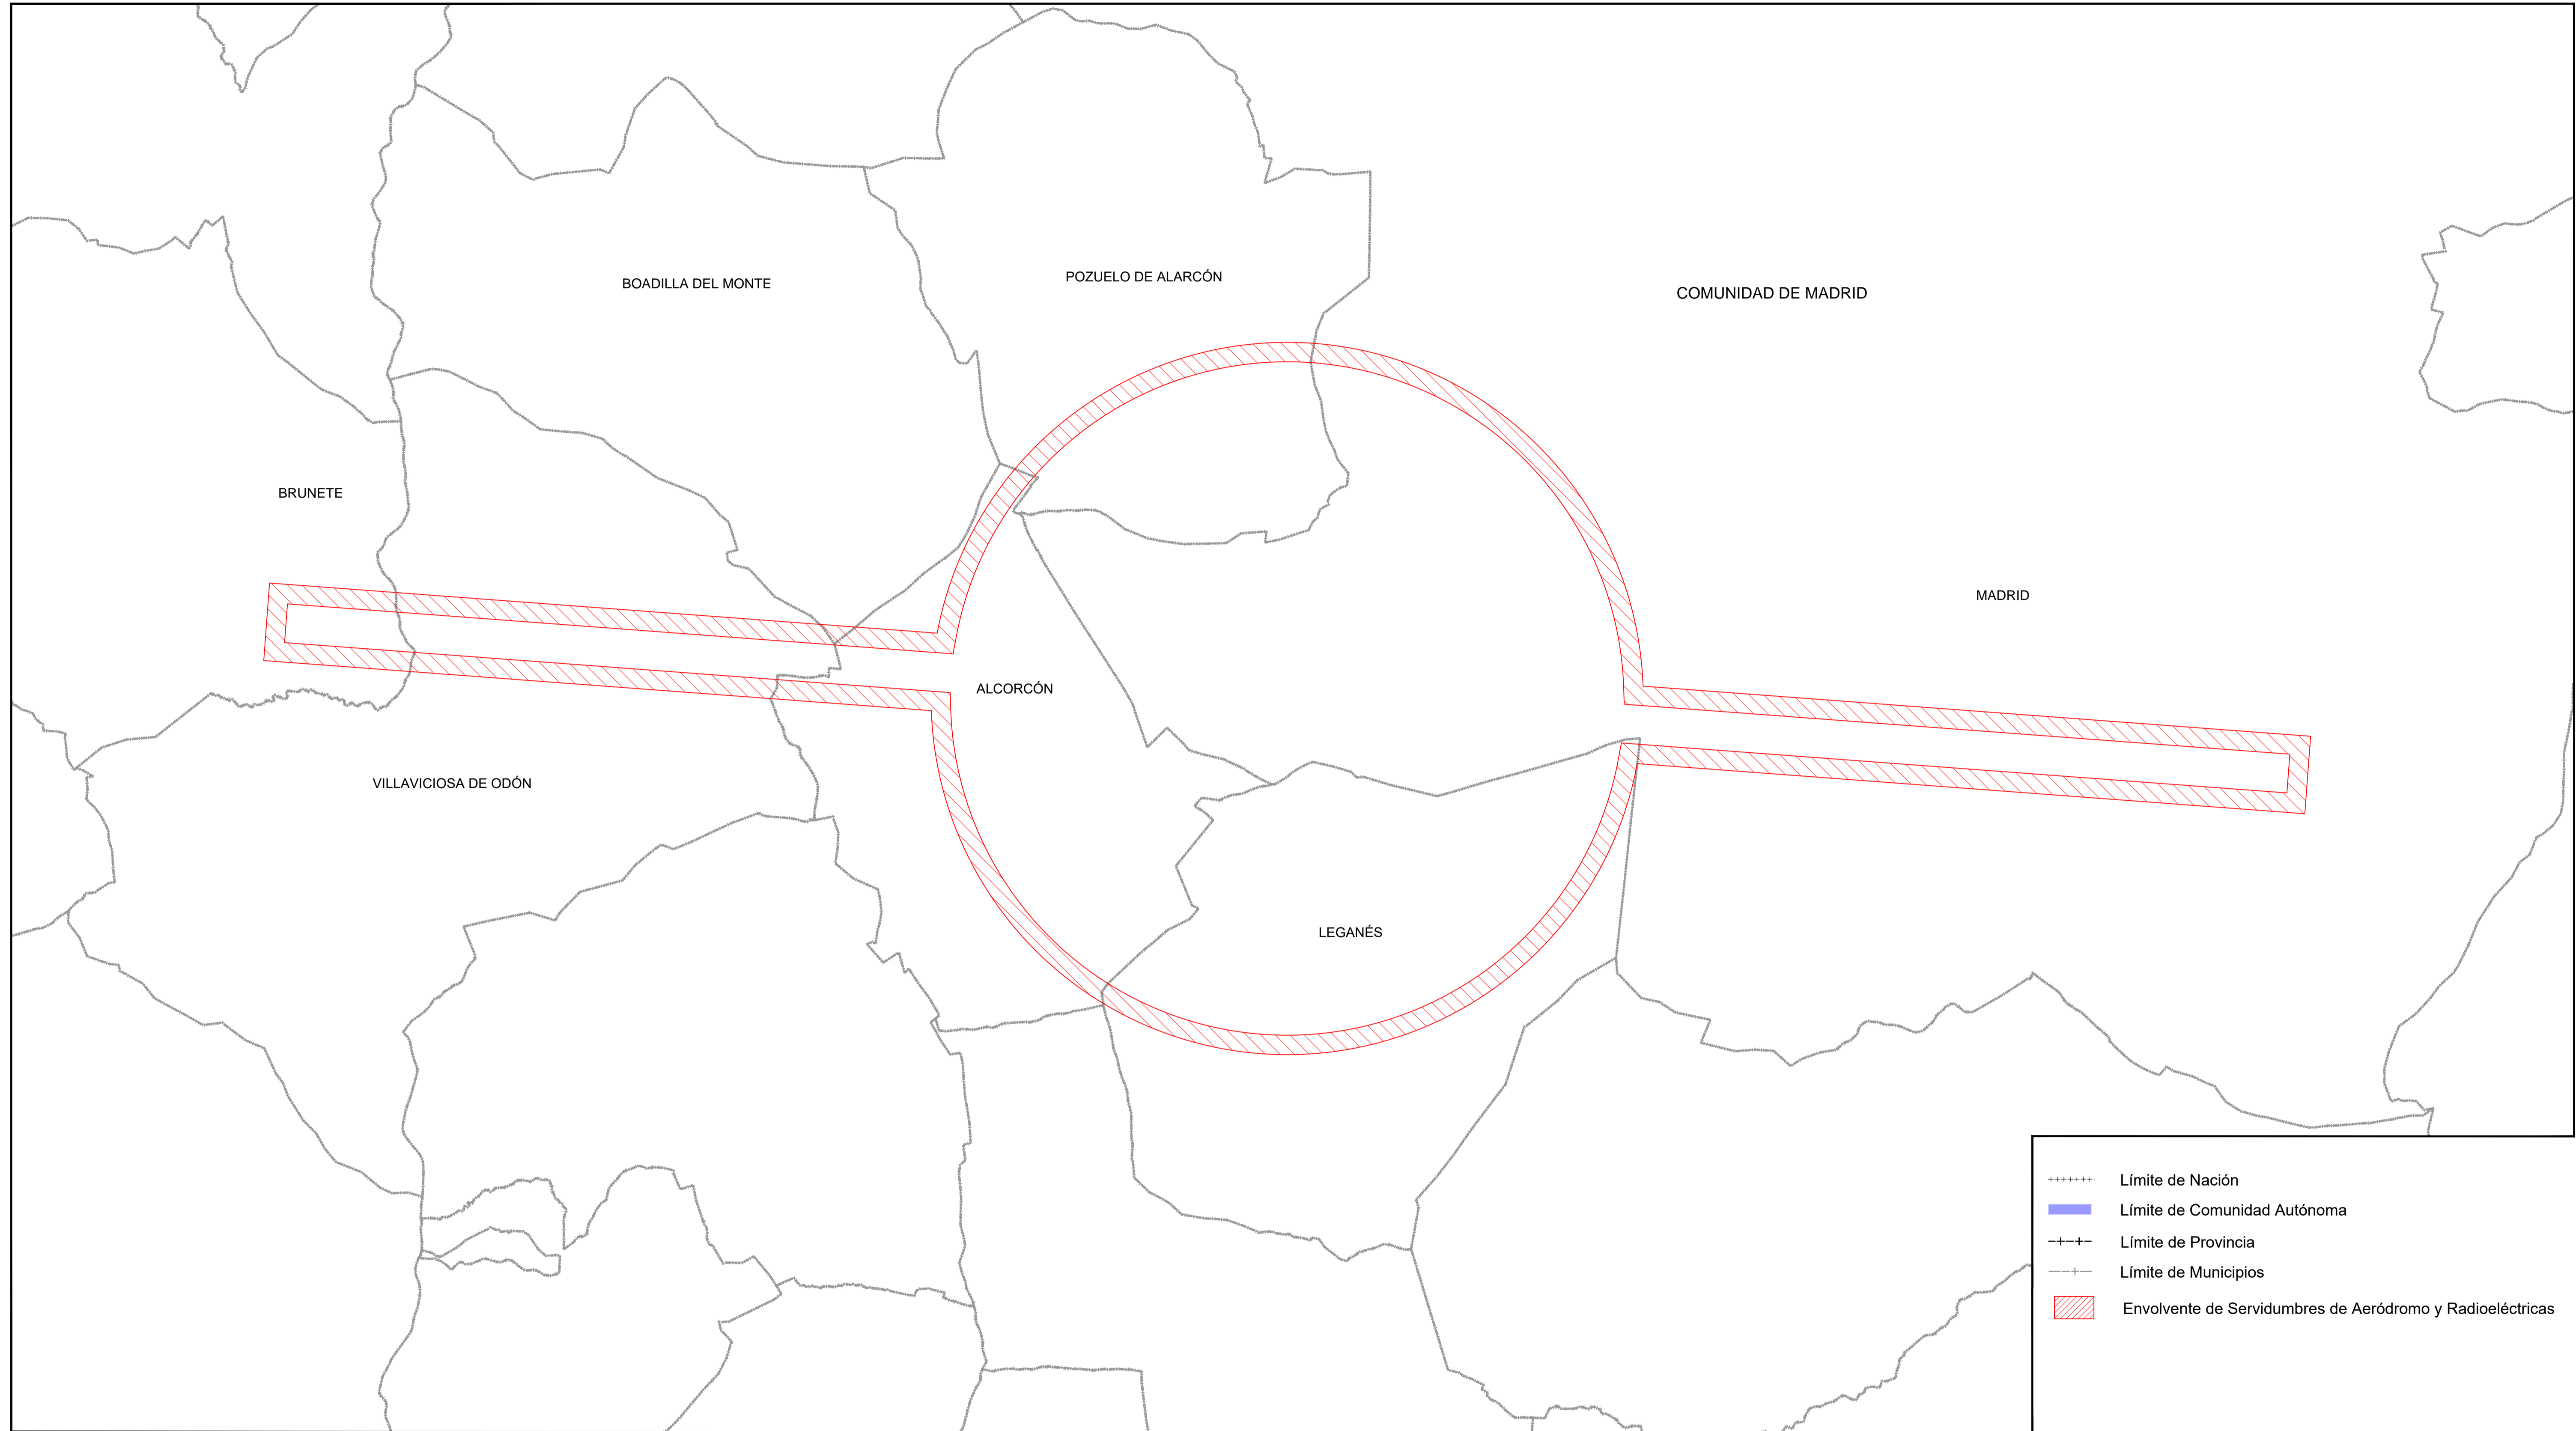 POZUELO DE ALARCÓN
BOADILLA DEL MONTE
COMUNIDAD DE MADRID
BRUNETE
MADRID
ALCORCÓN
VILLAVICIOSA DE ODÓN
LEGANÉS
Límite de Nación
Límite de Comunidad Autónoma
Límite de Provincia
Límite de Municipios
Envolvente de Servidumbres de Aeródromo y Radioeléctricas